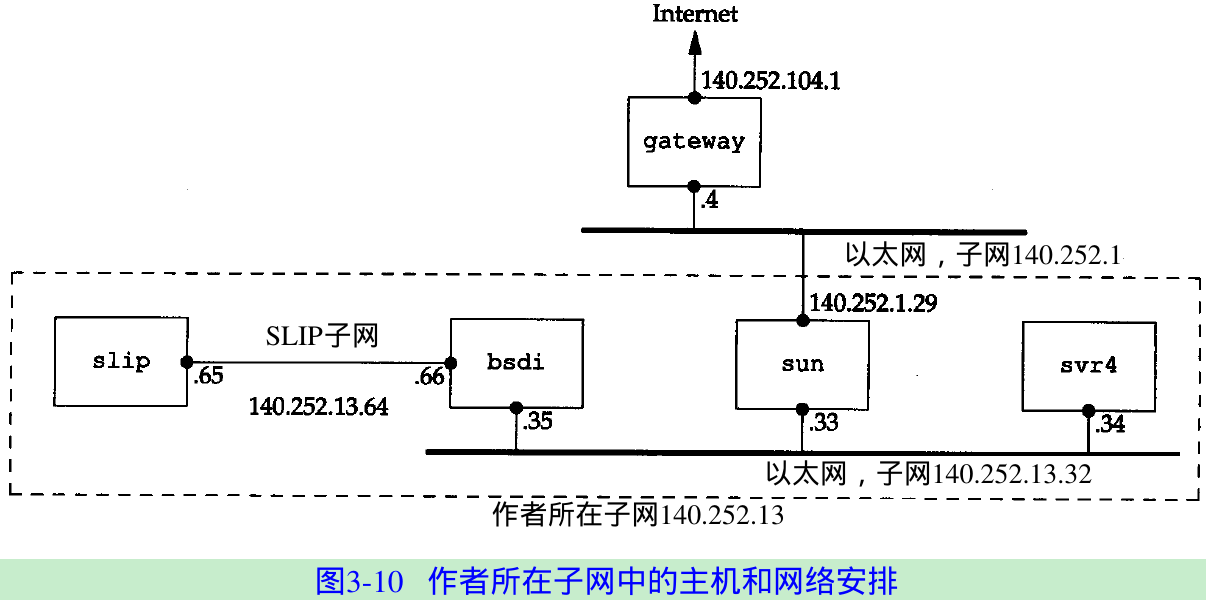 Internet
140.252.104.1
gateway
.4
以太网，子网140.252.1
140.252.1.29
SLIP子网
slip
bsdi
sun
svr4
.65
.66
140.252.13.64
.35
.33
.34
以太网，子网140.252.13.32
作者所在子网140.252.13
图3-10 作者所在子网中的主机和网络安排